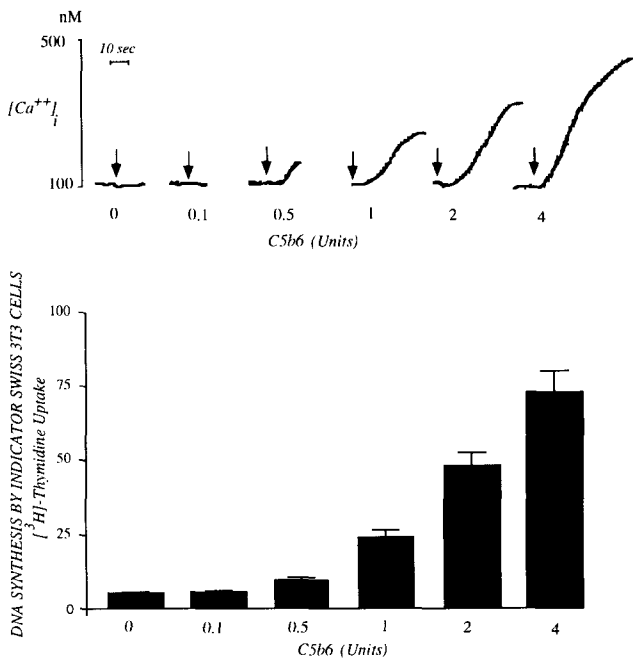 nM
500
10 sec
[Ca++]i
100
0 0.1 0.5 1 2 4
C5b6 (Units)
DNA SYNTHESIS BY INDICATOR SWISS 3T3 CELLS
[3H]-Thymidine Uptake
100
75
50
25
0
0 0.1 0.5 1 2 4
C5b6 (Units)